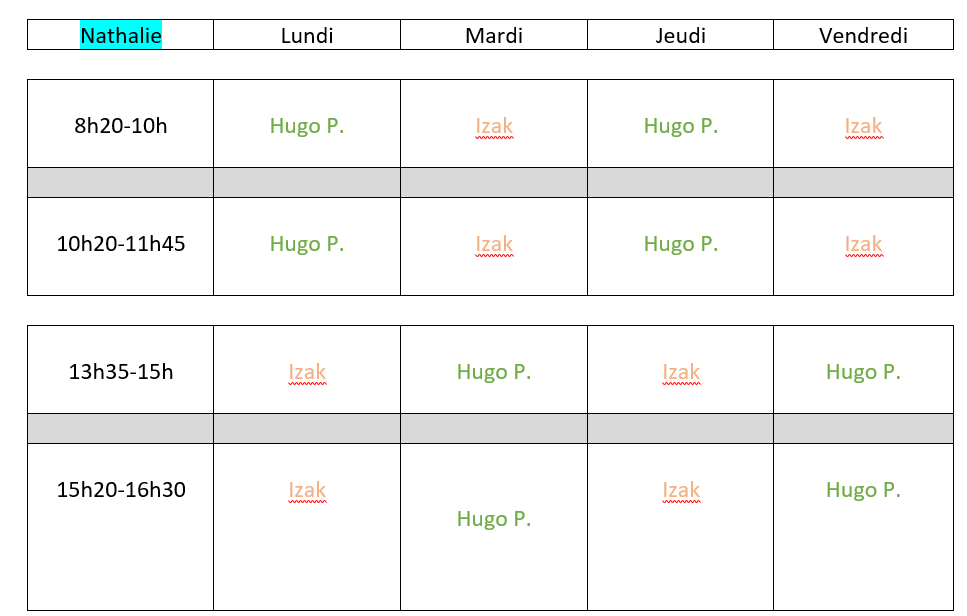 Nathalie Lundi Mardi Jeudi Vendredi
8h20-10h Hugo P. Izak Hugo P. Izak
10h20-11h45 Hugo P. Izak Hugo P. Izak
13h35-15h Izak Hugo P. Izak Hugo P.
15h20-16h30 Izak Izak Hugo P.
Hugo P.